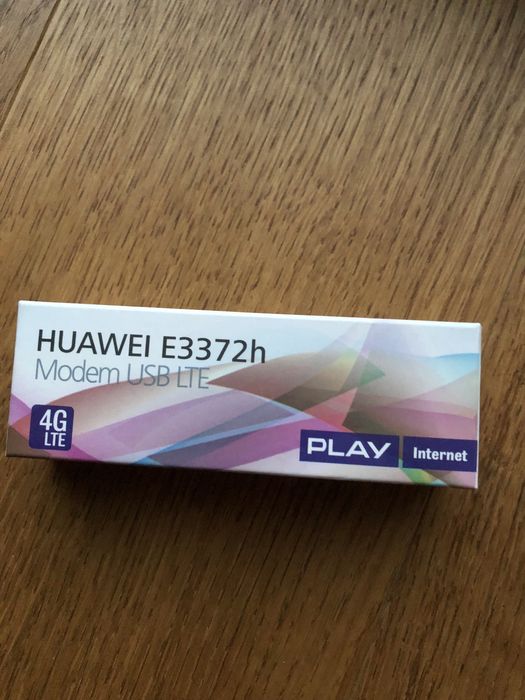 HUAWEI E3372h
Modem USB LTE
4G
LTE
PLAY Internet